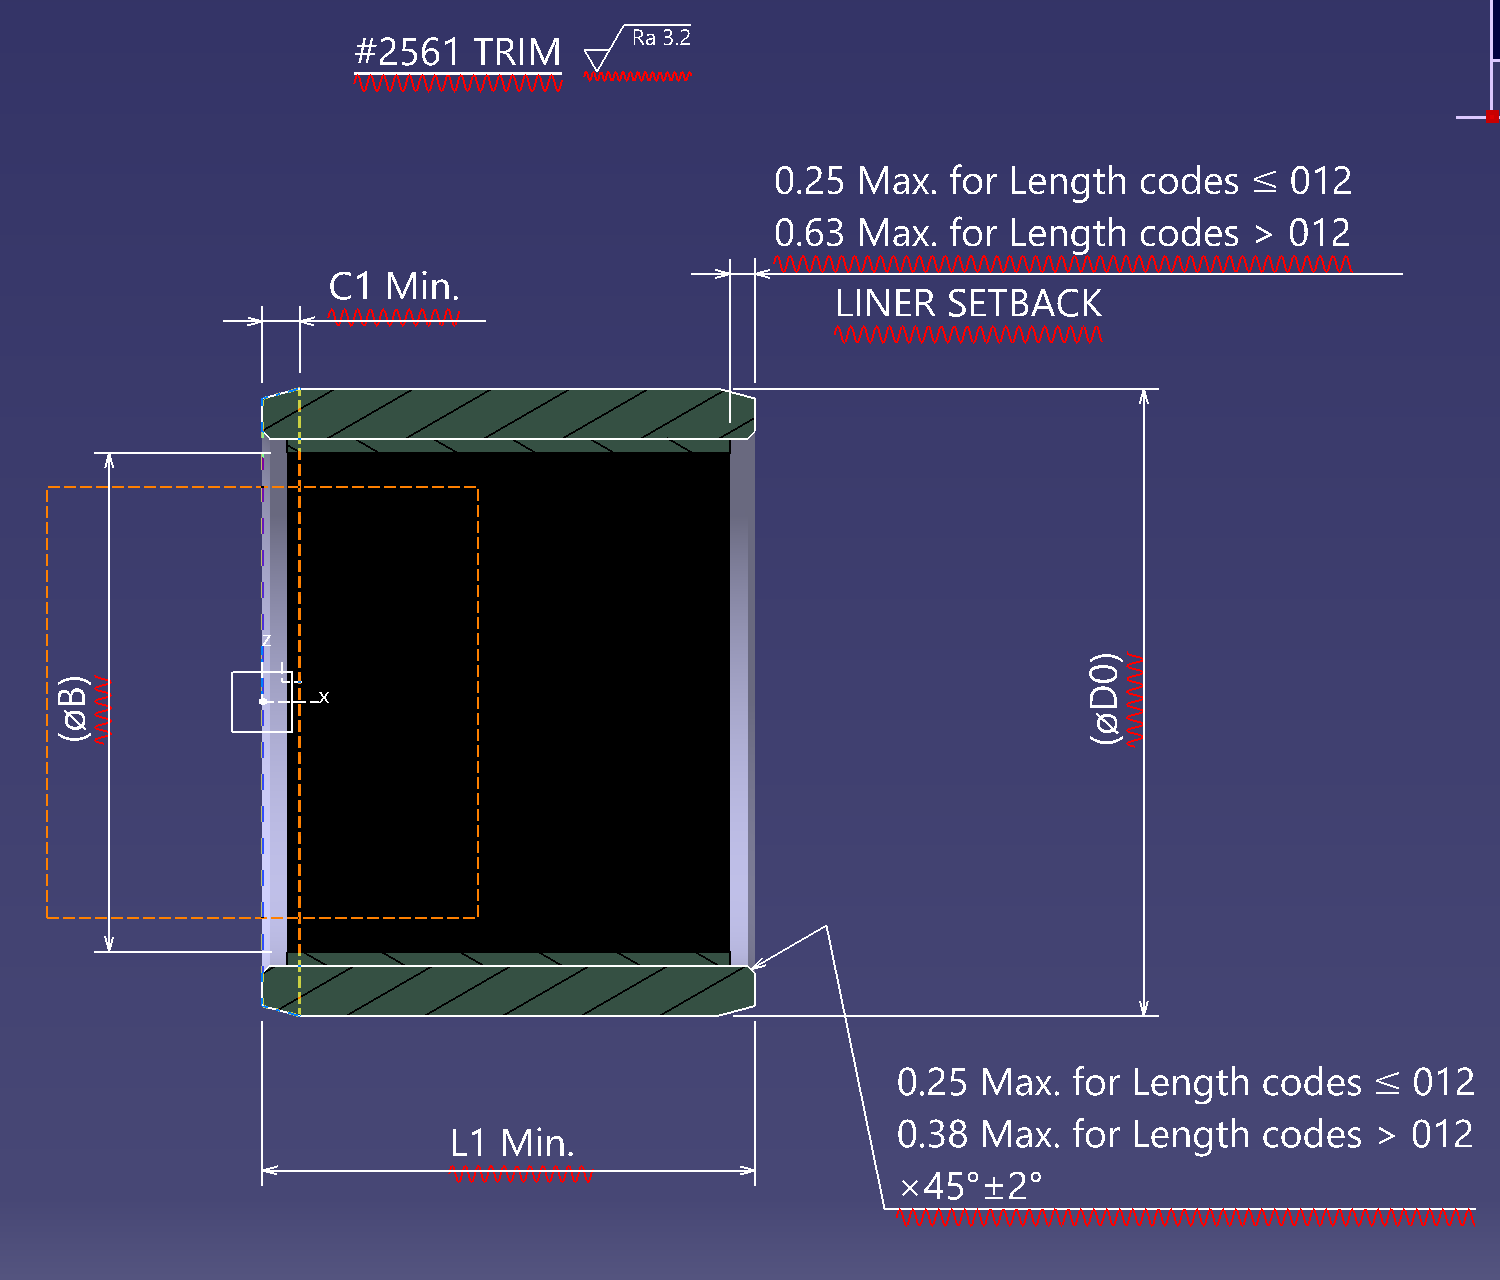 #2561 TRIM
Ra 3.2
0.25 Max. for Length codes ≤ 012
0.63 Max. for Length codes > 012
LINER SETBACK
C1 Min.
(øB)
z
x
(øD0)
0.25 Max. for Length codes ≤ 012
0.38 Max. for Length codes > 012
×45°±2°
L1 Min.